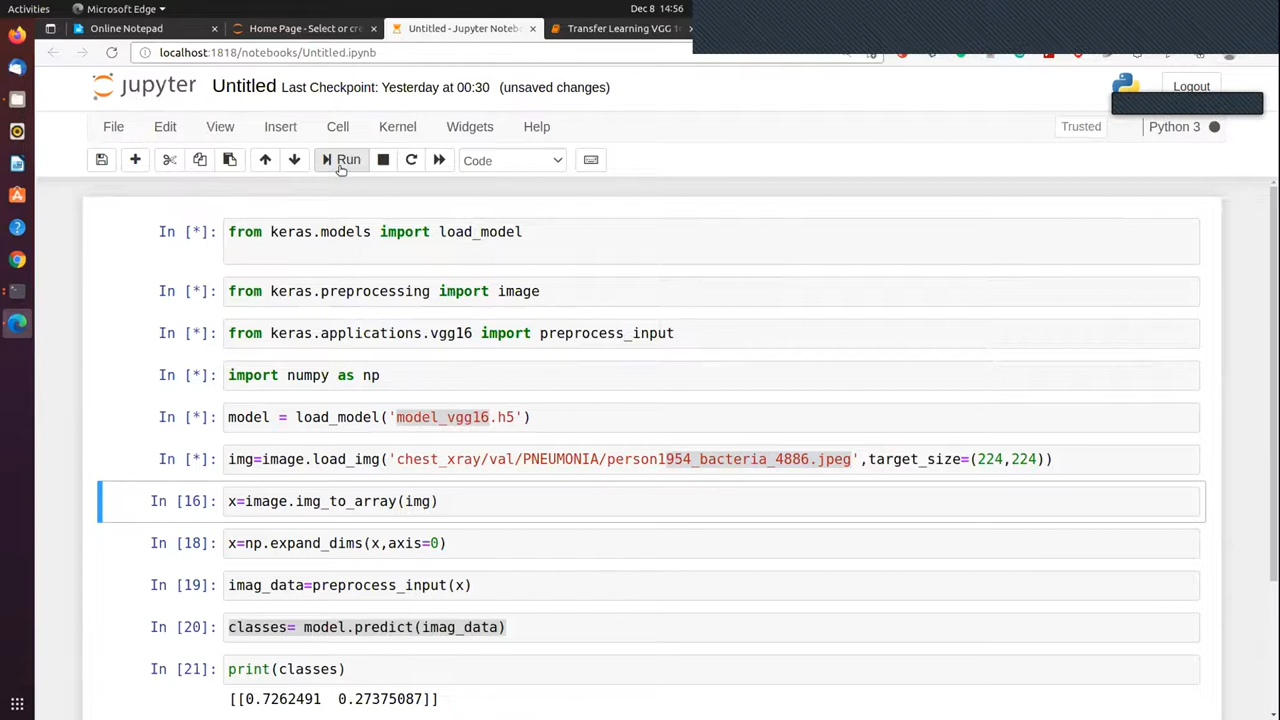 Activities
Microsoft Edge
Dec 8 14:56
Online Notepad
Home Page - Select or cre
Untitled - Jupyter Notebo
Transfer Learning VGG 1
localhost:1818/notebooks/Untitled.ipynb
jupyter Untitled Last Checkpoint: Yesterday at 00:30 (unsaved changes)
Logout
File Edit View Insert Cell Kernel Widgets Help
Trusted
Python 3
Run
Code
In [*]: from keras.models import load_model
In [*]: from keras.preprocessing import image
In [*]: from keras.applications.vgg16 import preprocess_input
In [*]: import numpy as np
In [*]: model = load_model('model_vgg16.h5')
In [*]: img=image.load_img('chest_xray/val/PNEUMONIA/person1954_bacteria_4886.jpeg',target_size=(224,224))
In [16]: x=image.img_to_array(img)
In [18]: x=np.expand_dims(x,axis=0)
In [19]: imag_data=preprocess_input(x)
In [20]: classes= model.predict(imag_data)
In [21]: print(classes)
[[0.7262491 0.27375087]]